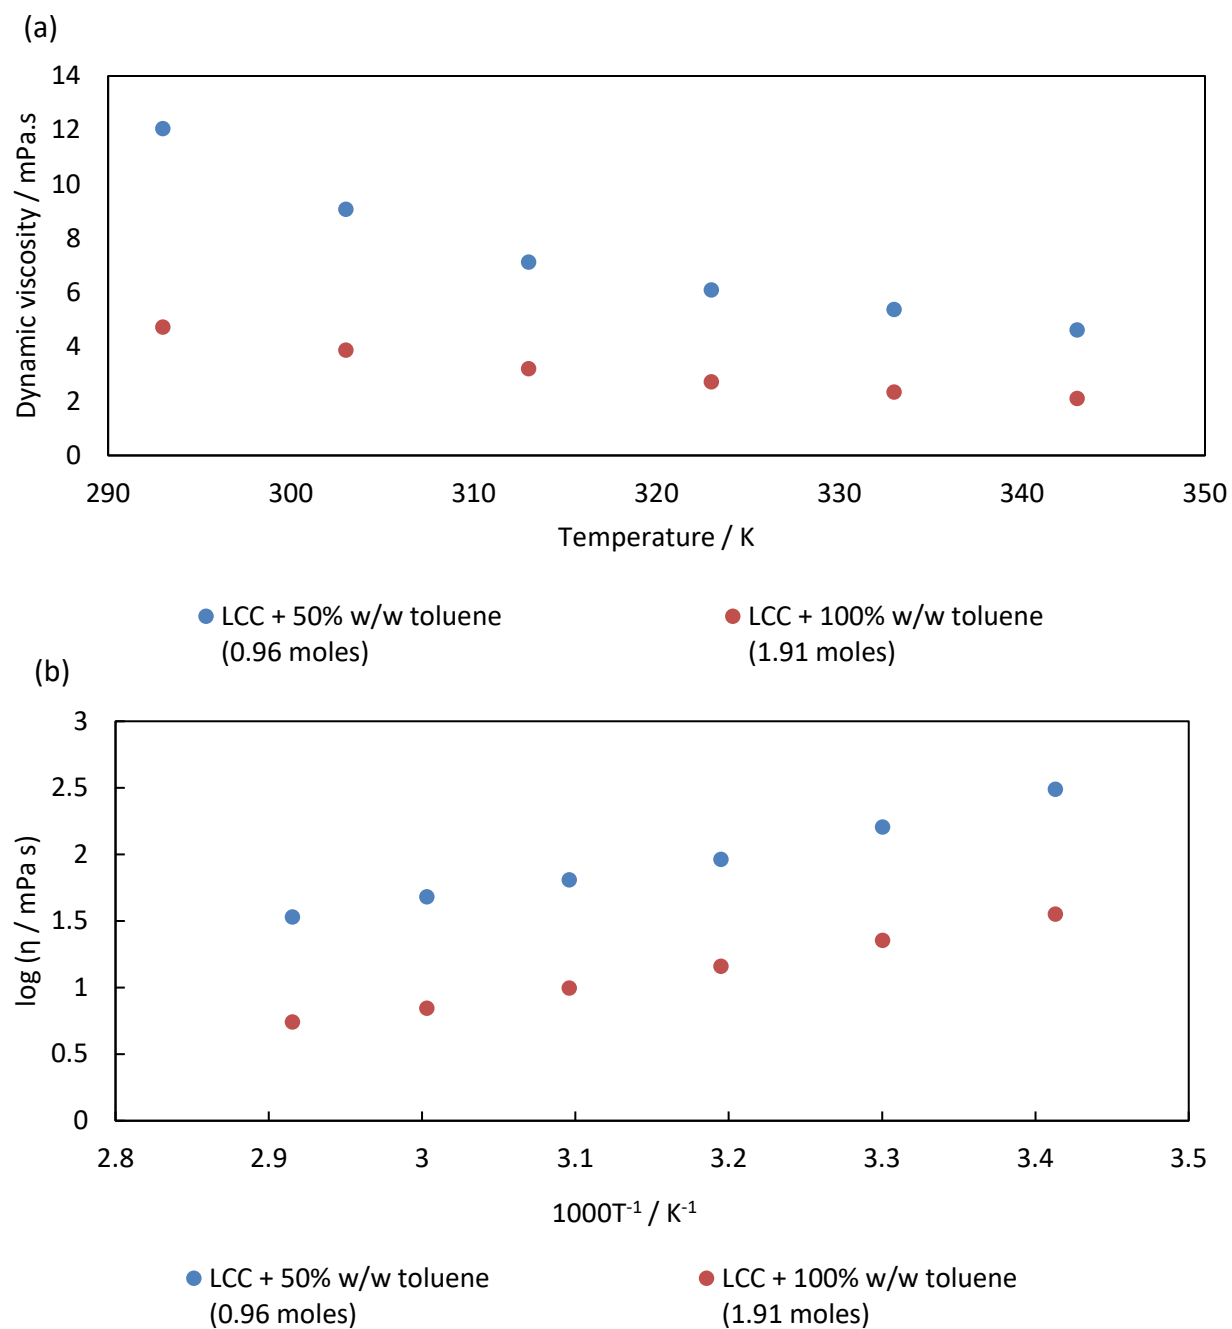 (a)
14
12
10
8
6
4
2
0
Dynamic viscosity / mPa.s
290 300 310 320 330 340 350
Temperature / K
LCC + 50% w/w toluene LCC + 100% w/w toluene
(0.96 moles) (1.91 moles)
(b)
3
2.5
2
1.5
1
0.5
0
log (η / mPa s)
2.8 2.9 3 3.1 3.2 3.3 3.4 3.5
1000T⁻¹ / K⁻¹
LCC + 50% w/w toluene LCC + 100% w/w toluene
(0.96 moles) (1.91 moles)